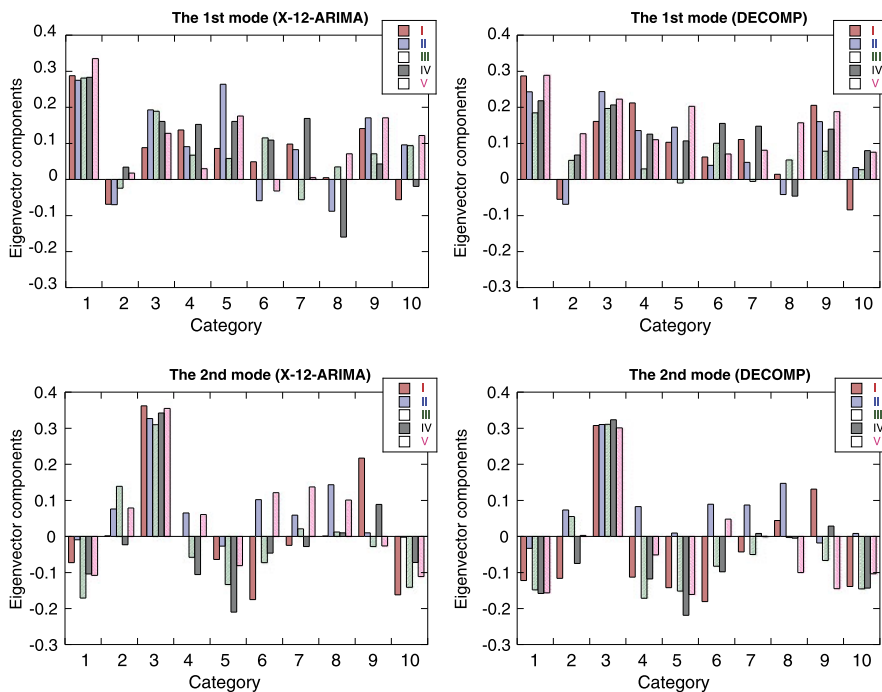 The 1st mode (X-12-ARIMA)
0.4
0.3
0.2
0.1
0
-0.1
-0.2
-0.3
Eigenvector components
1 2 3 4 5 6 7 8 9 10
Category
I
II
III
IV
V
The 1st mode (DECOMP)
0.4
0.3
0.2
0.1
0
-0.1
-0.2
-0.3
Eigenvector components
1 2 3 4 5 6 7 8 9 10
Category
I
II
III
IV
V
The 2nd mode (X-12-ARIMA)
0.4
0.3
0.2
0.1
0
-0.1
-0.2
-0.3
Eigenvector components
1 2 3 4 5 6 7 8 9 10
Category
I
II
III
IV
V
The 2nd mode (DECOMP)
0.4
0.3
0.2
0.1
0
-0.1
-0.2
-0.3
Eigenvector components
1 2 3 4 5 6 7 8 9 10
Category
I
II
III
IV
V